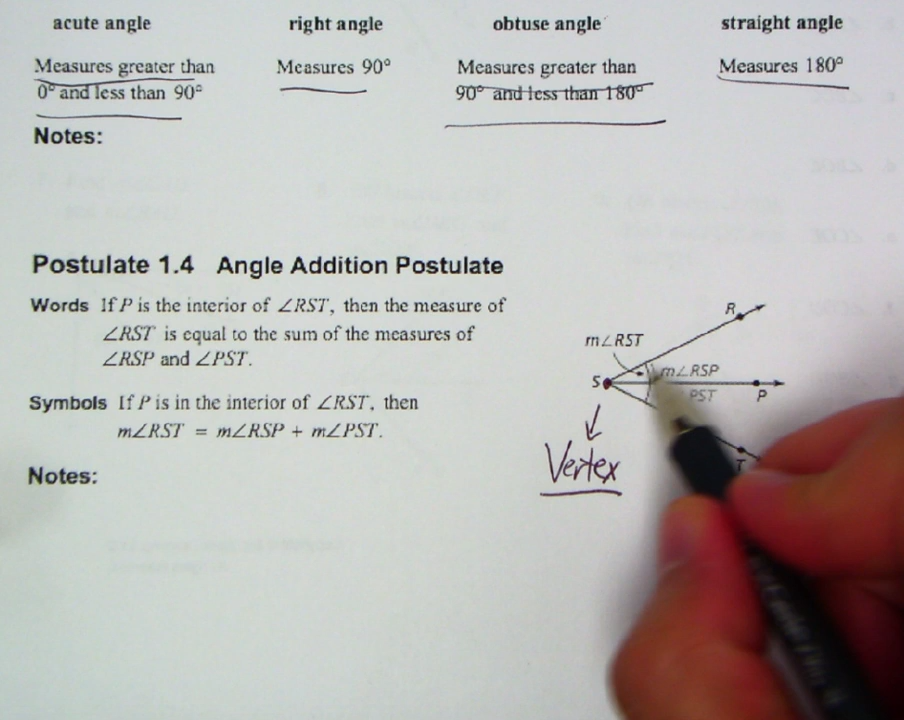 acute angle
right angle
obtuse angle
straight angle
Measures greater than
0° and less than 90°
Measures 90°
Measures greater than
90° and less than 180°
Measures 180°
Notes:
Postulate 1.4 Angle Addition Postulate
Words If P is the interior of ∠RST, then the measure of
∠RST is equal to the sum of the measures of
∠RSP and ∠PST.
Symbols If P is in the interior of ∠RST, then
m∠RST = m∠RSP + m∠PST.
Notes:
R
m∠RST
m∠RSP
S
PST
P
T
Vertex